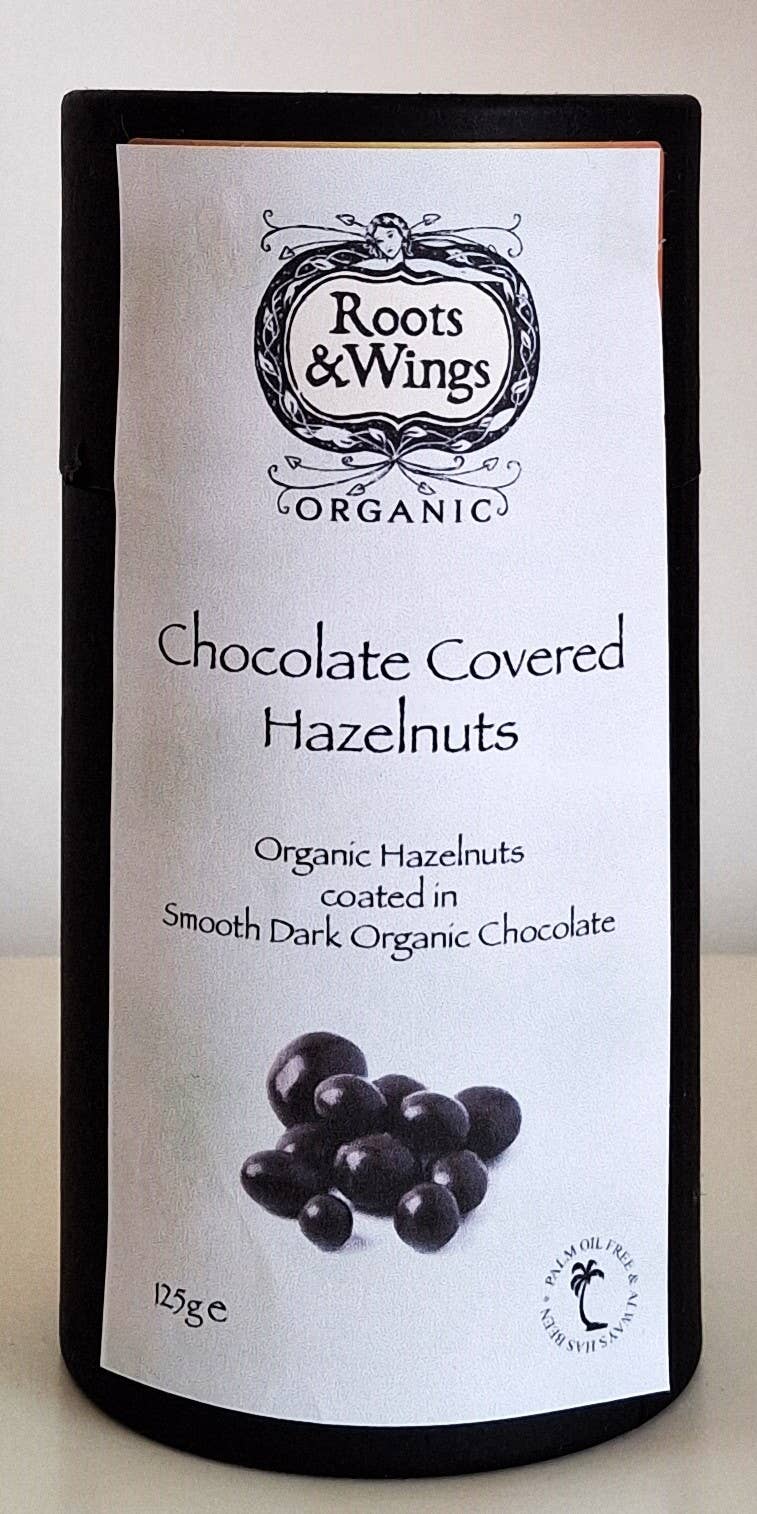 Roots
&Wings
ORGANIC
Chocolate Covered
Hazelnuts
Organic Hazelnuts
coated in
Smooth Dark Organic Chocolate
125g e
PALM OIL FREE & ALWAYS HAS BEEN *